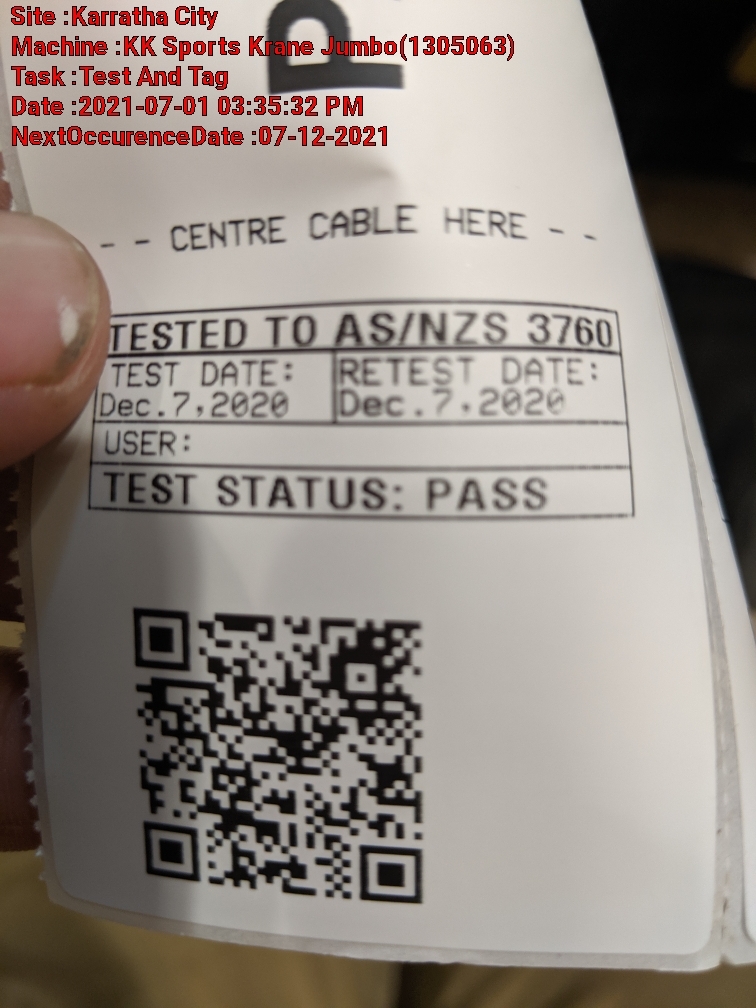 Site :Karratha City
Machine :KK Sports Krane Jumbo(1305063)
Task :Test And Tag
Date :2021-07-01 03:35:32 PM
NextOccurenceDate :07-12-2021
P
- - CENTRE CABLE HERE - -
TESTED TO AS/NZS 3760
TEST DATE: RETEST DATE:
Dec.7,2020 Dec.7,2020
USER:
TEST STATUS: PASS